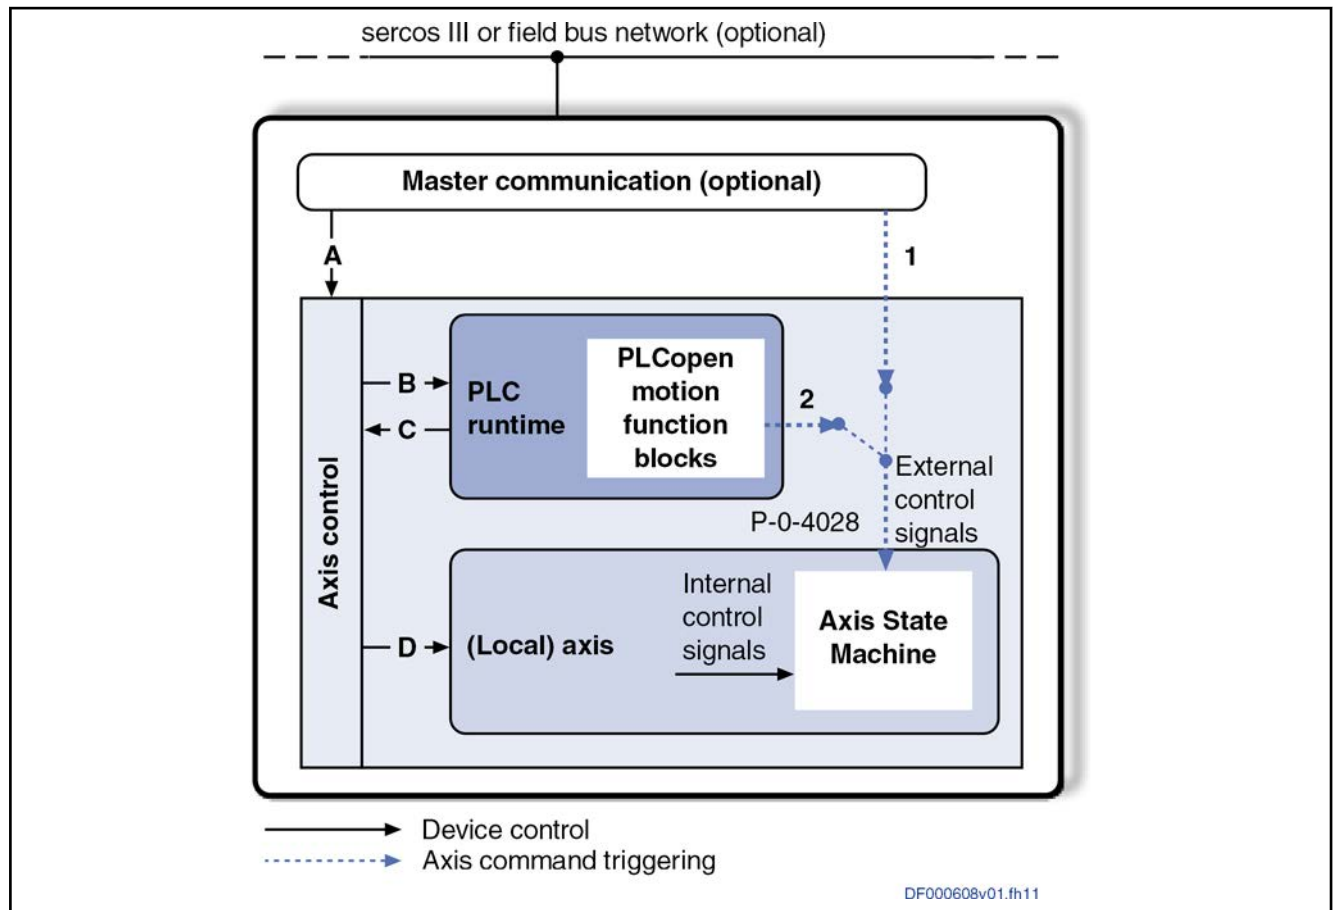 sercos III or field bus network (optional)
Master communication (optional)
A
1
B
C
PLC
runtime
PLCopen
motion
function
blocks
2
External
control
signals
P-0-4028
Axis control
D
(Local) axis
Internal
control
signals
Axis State
Machine
Device control
Axis command triggering
DF000608v01.fh11